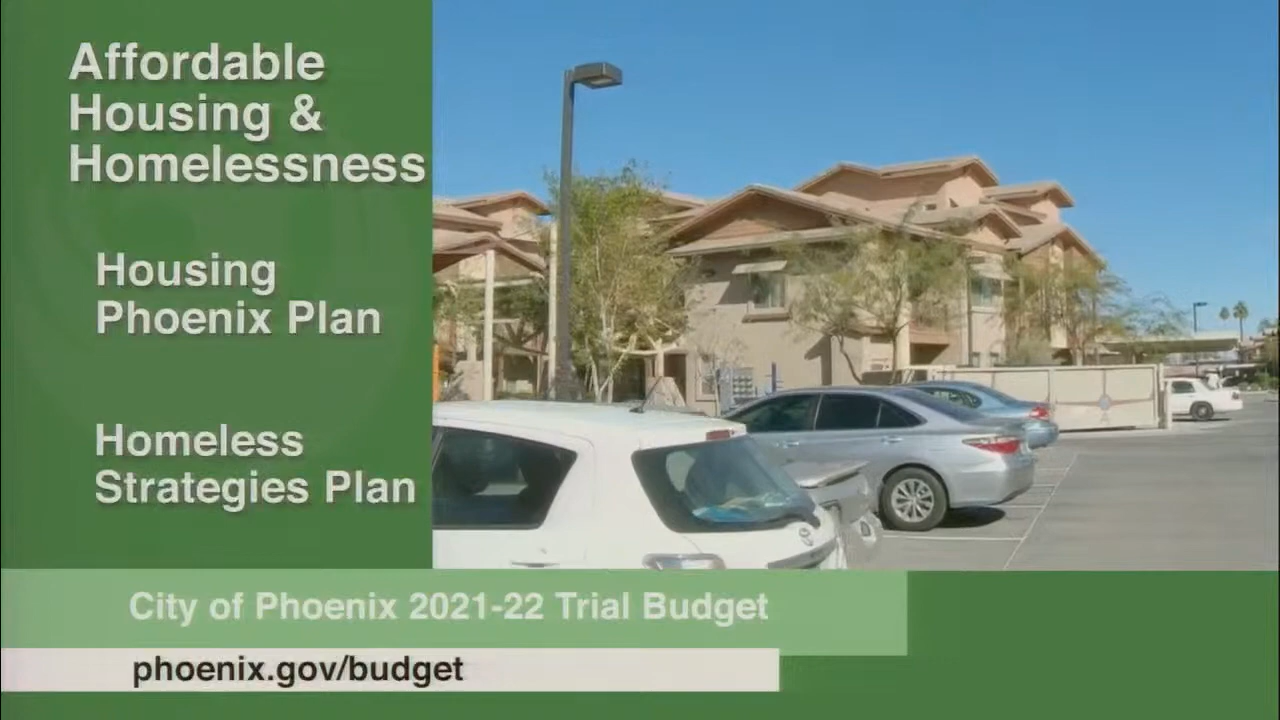 Affordable
Housing &
Homelessness
Housing
Phoenix Plan
Homeless
Strategies Plan
City of Phoenix 2021-22 Trial Budget
phoenix.gov/budget